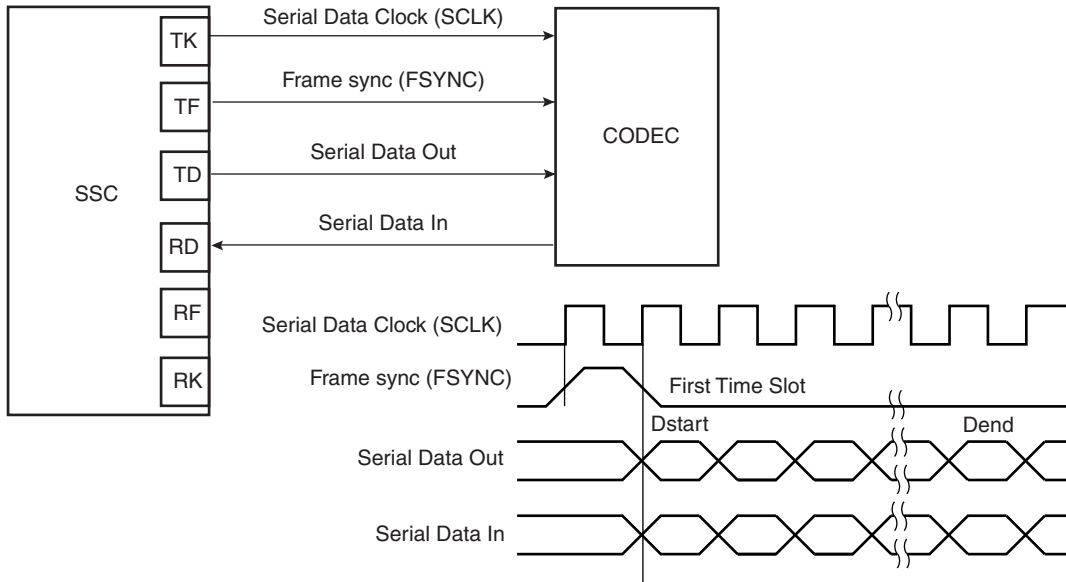 Serial Data Clock (SCLK)
TK
Frame sync (FSYNC)
TF
CODEC
Serial Data Out
TD
SSC
Serial Data In
RD
RF
Serial Data Clock (SCLK)
RK
Frame sync (FSYNC)
First Time Slot
Dstart
Dend
Serial Data Out
Serial Data In